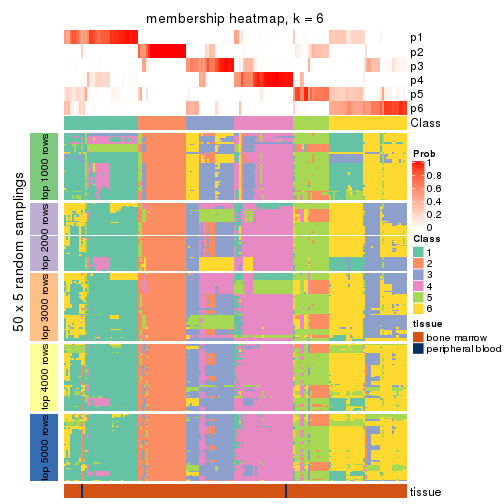 membership heatmap, k = 6
p1
p2
p3
p4
p5
p6
Class
50 x 5 random samplings
top 1000 rows
top 2000 rows
top 3000 rows
top 4000 rows
top 5000 rows
Prob
1
0.8
0.6
0.4
0.2
0
Class
1
2
3
4
5
6
tissue
bone marrow
peripheral blood
tissue